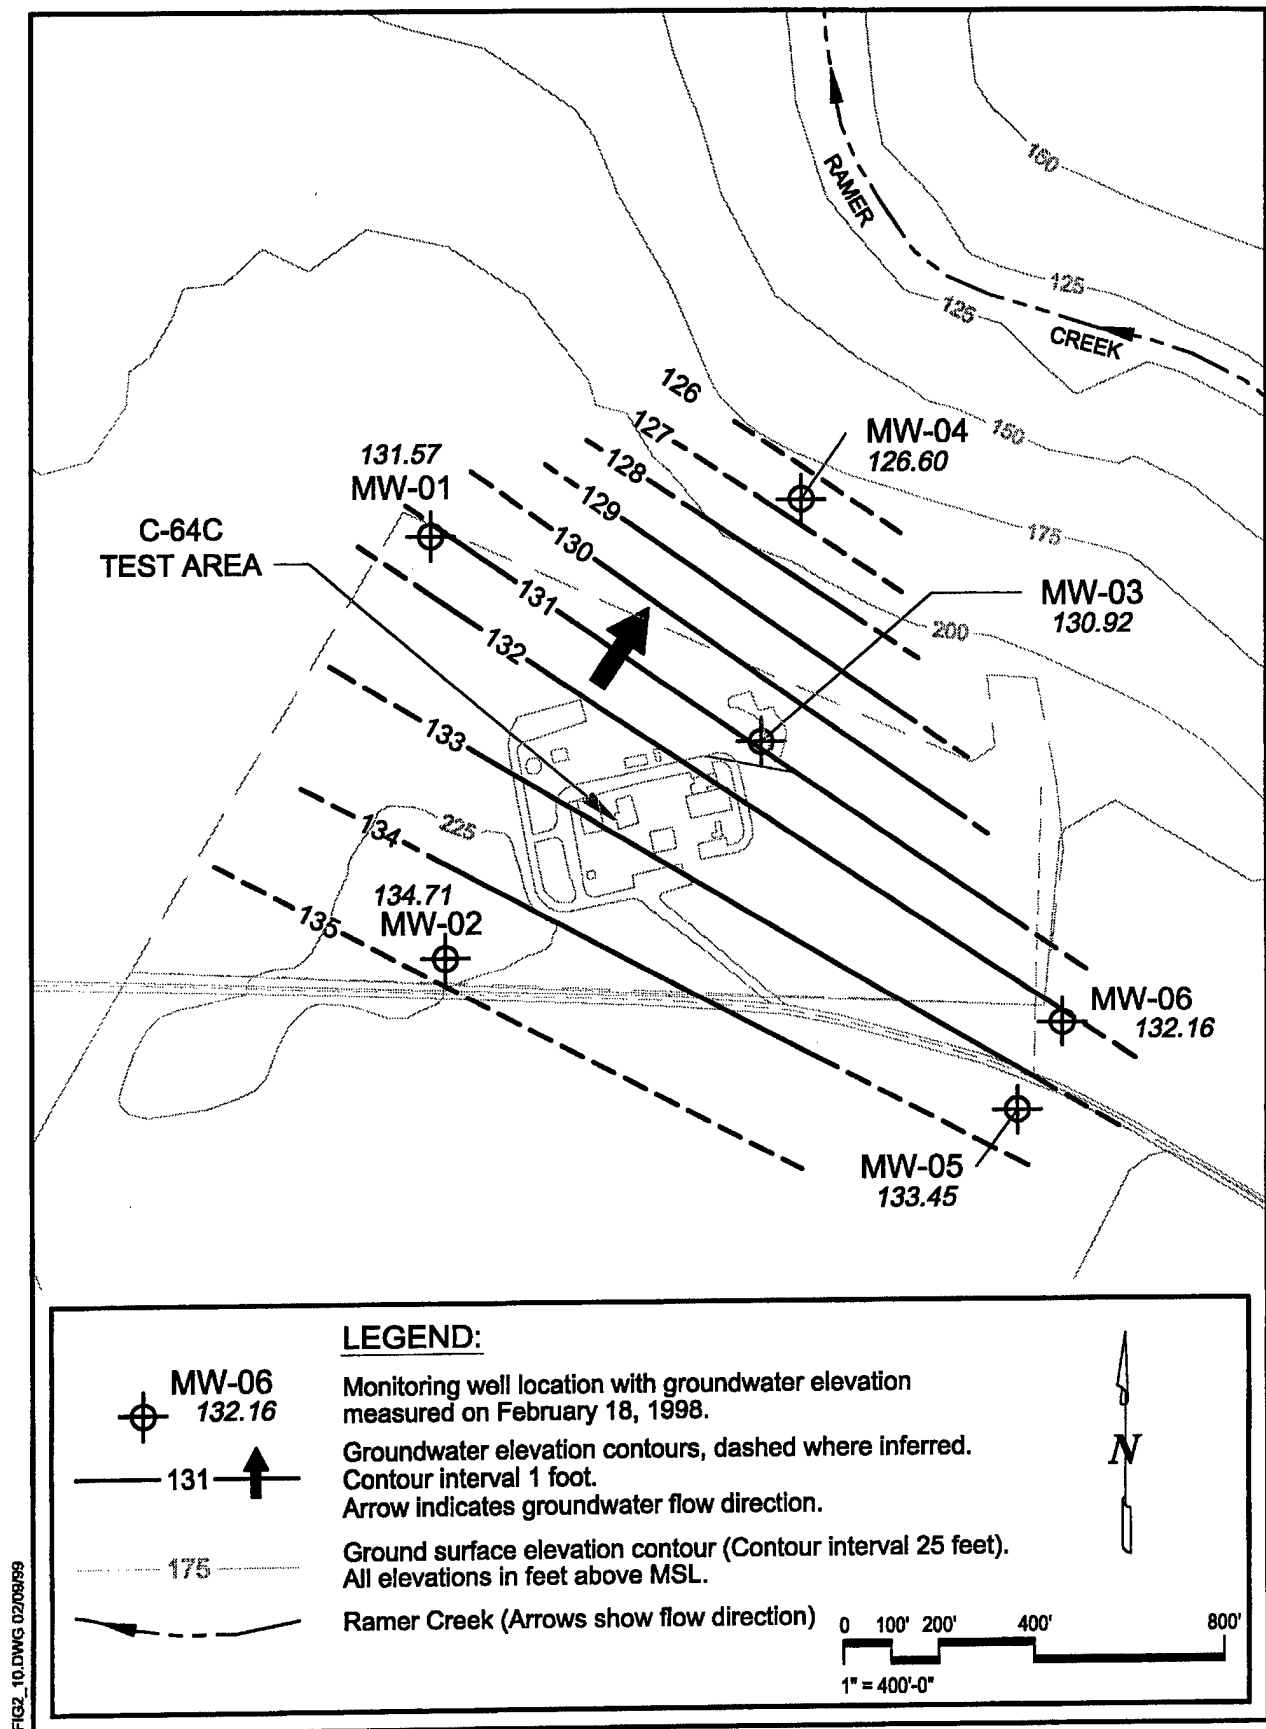 160
RAMER
125
125
CREEK
126
127
MW-04
126.60
150
131.57
MW-01
128
129
175
C-64C
TEST AREA
130
131
MW-03
130.92
200
132
133
225
134
134.71
MW-02
135
MW-06
132.16
MW-05
133.45
LEGEND:
MW-06
132.16
Monitoring well location with groundwater elevation
measured on February 18, 1998.
131
Groundwater elevation contours, dashed where inferred.
Contour interval 1 foot.
Arrow indicates groundwater flow direction.
N
175
Ground surface elevation contour (Contour interval 25 feet).
All elevations in feet above MSL.
Ramer Creek (Arrows show flow direction)
0 100' 200' 400' 800'
1" = 400'-0"
FIG2_10.DWG 02/09/99